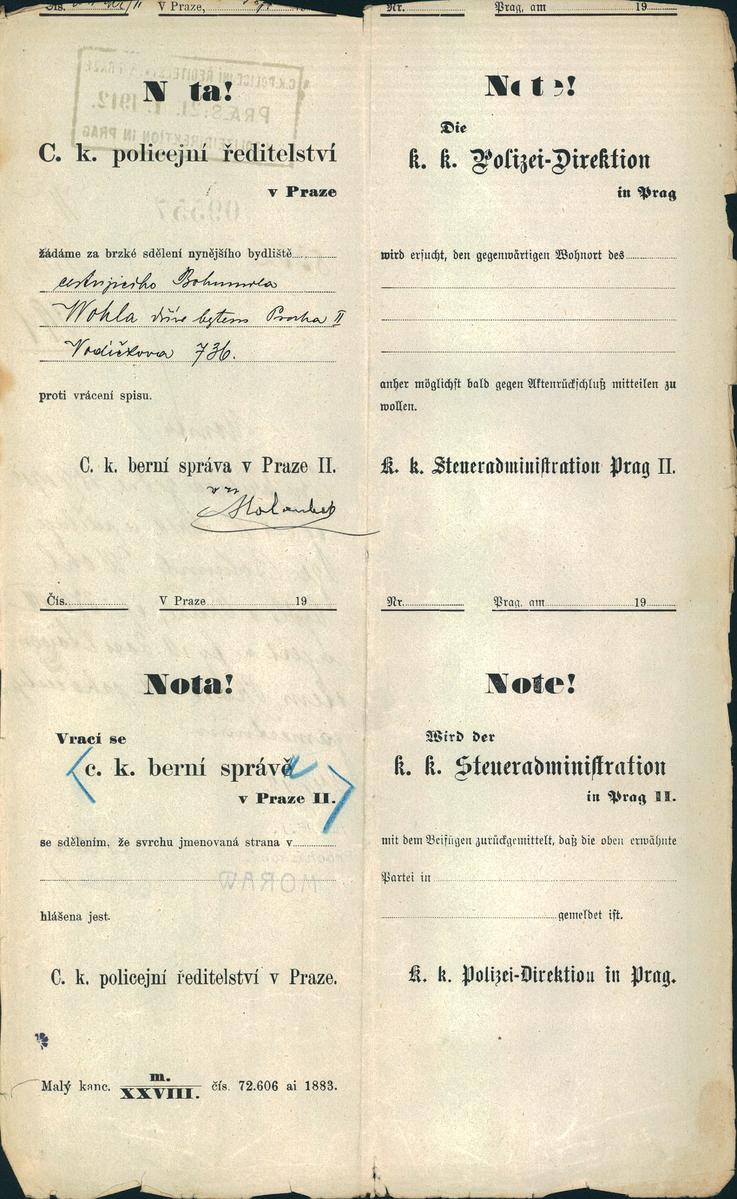 V Praze,
Nota!
C. k. policejní ředitelství
v Praze
žádáme za brzké sdělení nynějšího bydliště
cestujícího Bohumila
Wohla dříve bytem Praha II
Vodičkova 736.
proti vrácení spisu.
C. k. berní správa v Praze II.
Čís. V Praze 19
Nota!
Vrací se
c. k. berní správě
v Praze II.
se sdělením, že svrchu jmenovaná strana v
hlášena jest.
C. k. policejní ředitelství v Praze.
Malý kanc. m. XXVIII. čís. 72.606 ai 1883.
Nr. Prag, am 19
Note!
Die
k. k. Polizei-Direktion
in Prag
wird ersucht, den gegenwärtigen Wohnort des
anher möglichst bald gegen Aktenrückschluß mitteilen zu
wollen.
K. k. Steueradministration Prag II.
Nr. Prag, am 19
Note!
Wird der
k. k. Steueradministration
in Prag II.
mit dem Beifügen zurückgemittelt, daß die oben erwähnte
Partei in
gemeldet ist.
K. k. Polizei-Direktion in Prag.